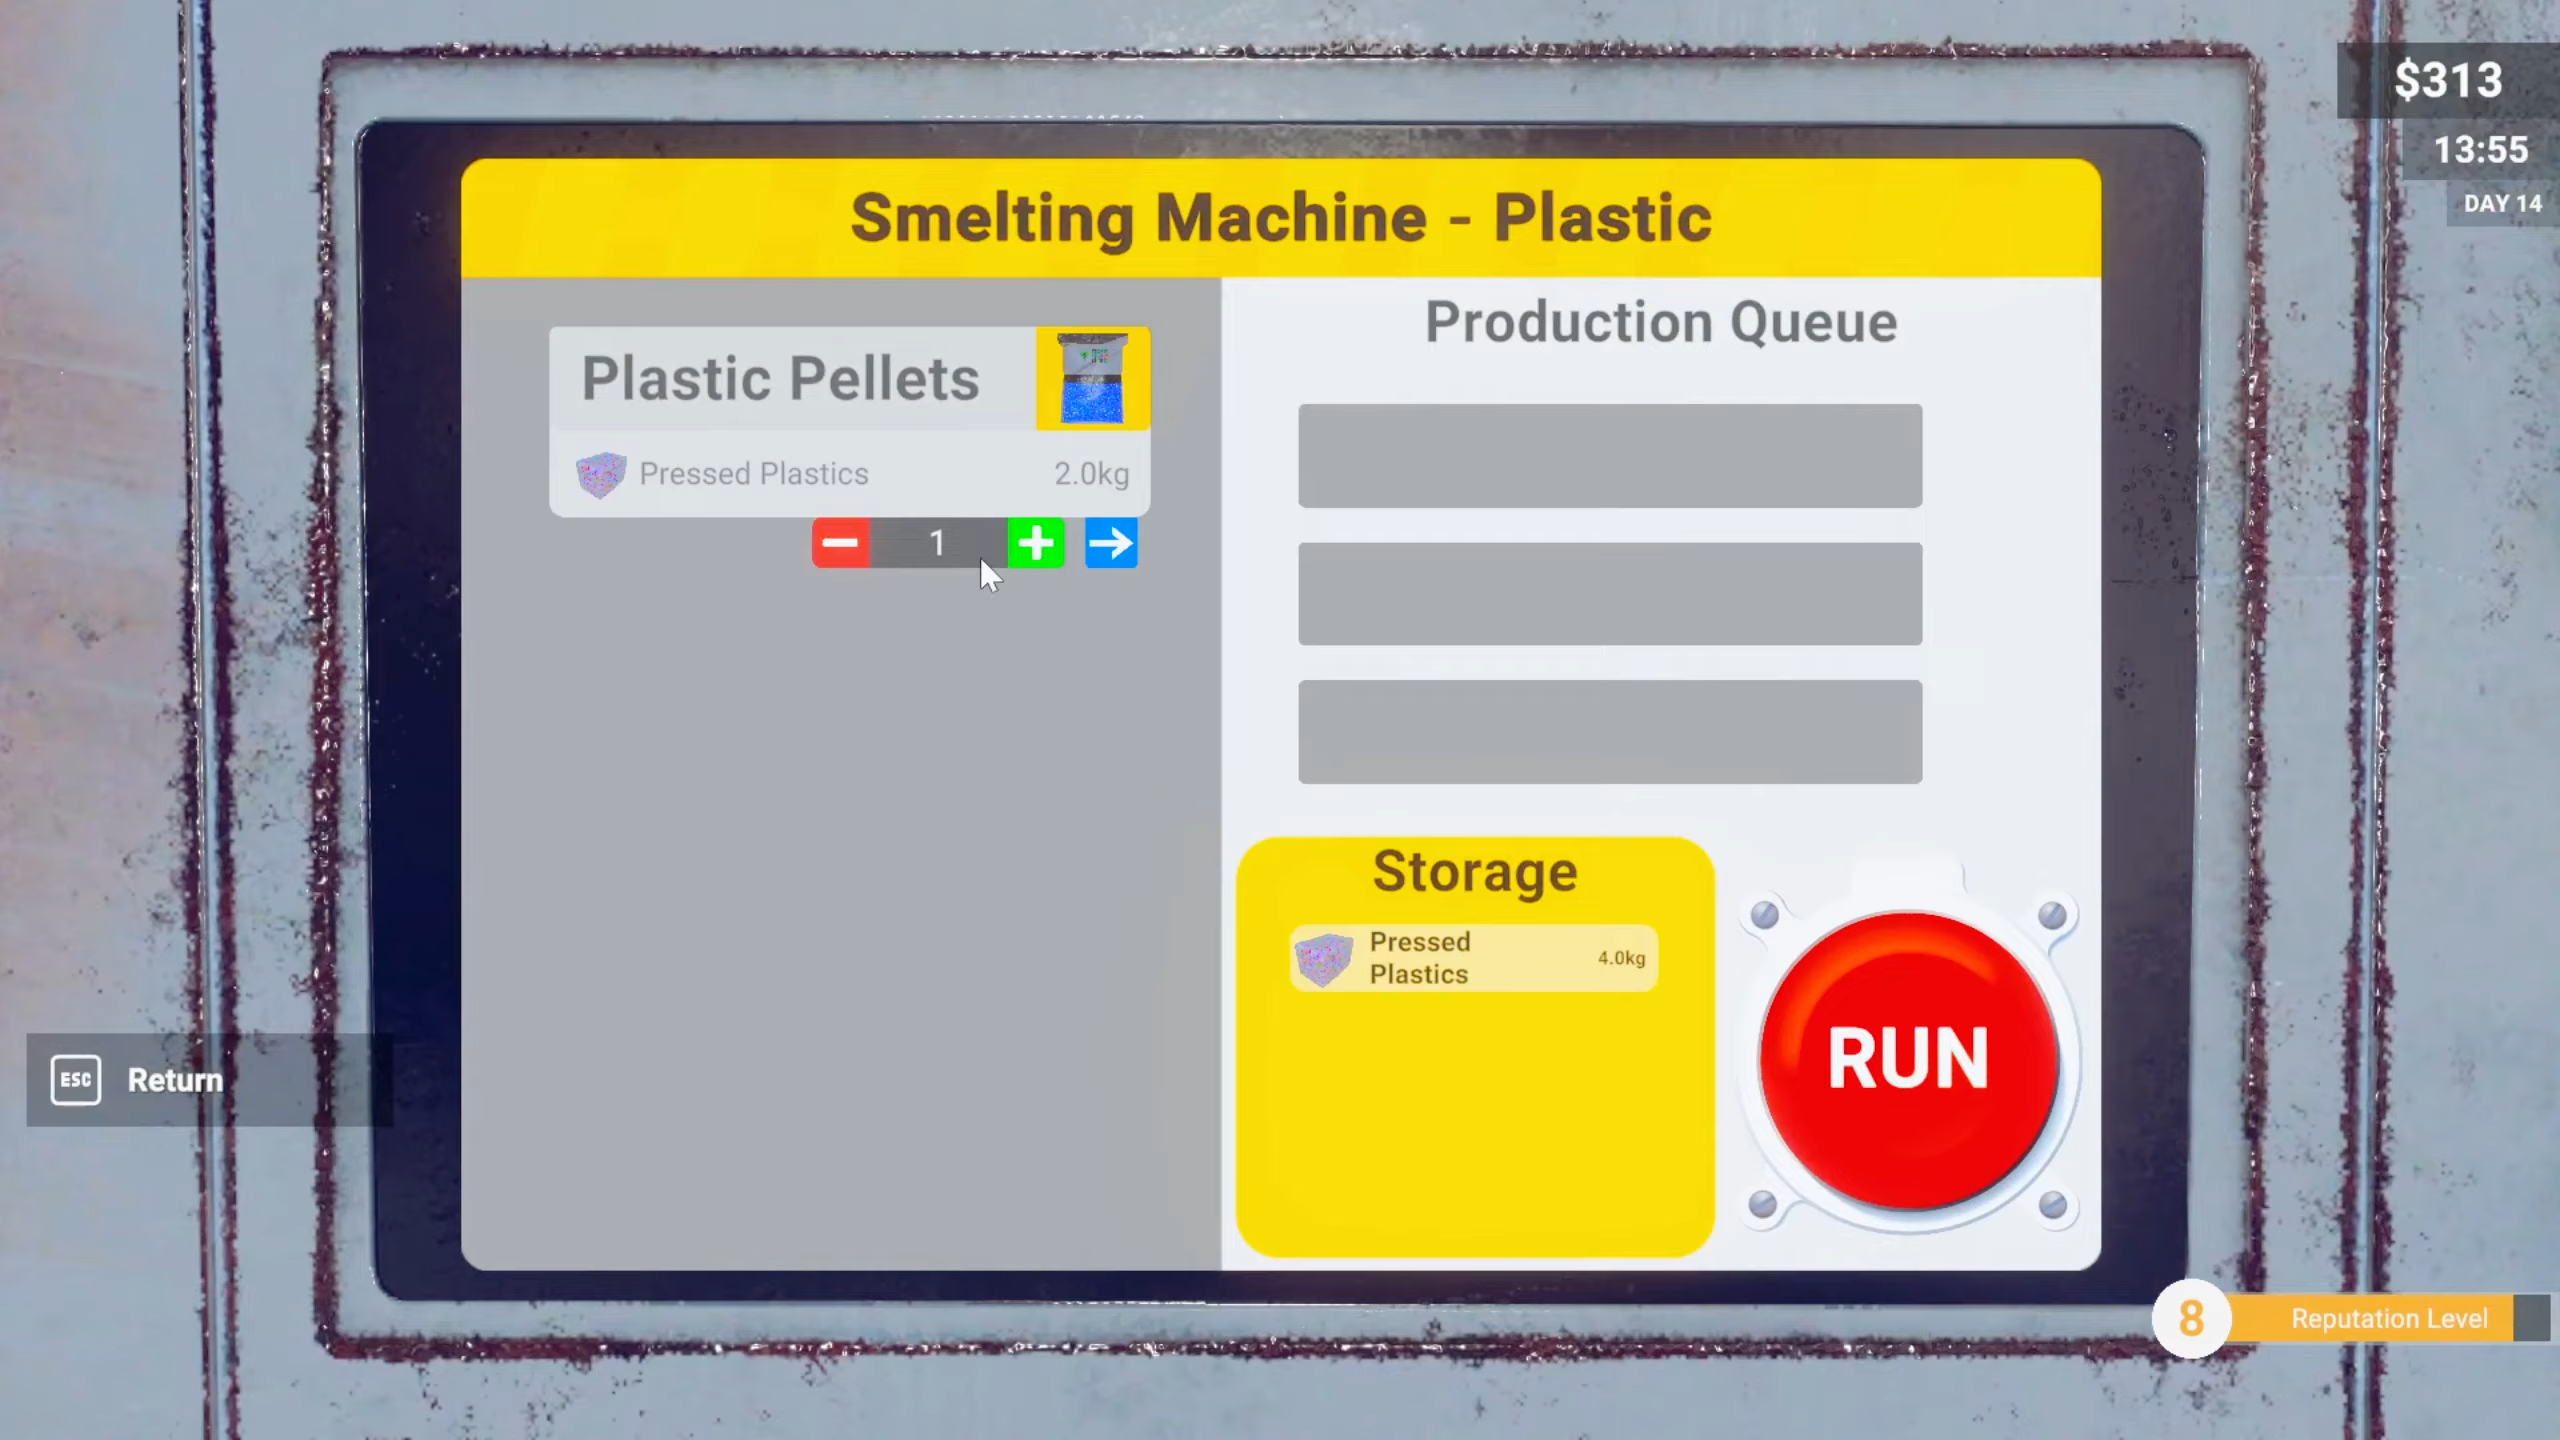 $313
13:55
DAY 14
Smelting Machine - Plastic
Plastic Pellets
Pressed Plastics 2.0kg
1
Production Queue
Storage
Pressed
Plastics
4.0kg
RUN
ESC Return
8 Reputation Level